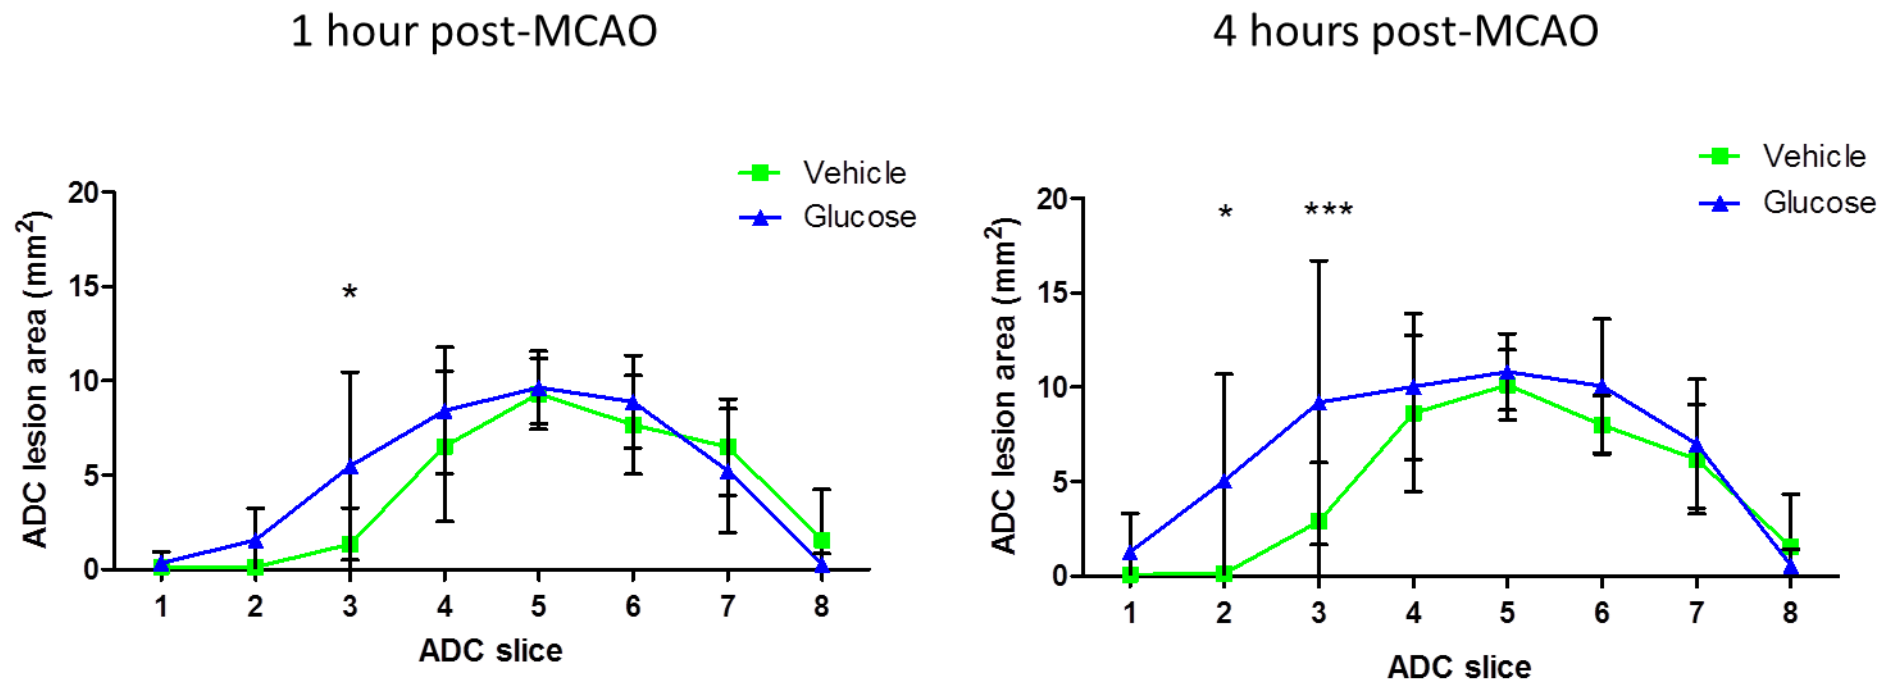 1 hour post-MCAO
Vehicle
Glucose
ADC lesion area (mm²)
20
15
10
5
0
*
1 2 3 4 5 6 7 8
ADC slice
4 hours post-MCAO
Vehicle
Glucose
ADC lesion area (mm²)
20
15
10
5
0
* ***
1 2 3 4 5 6 7 8
ADC slice